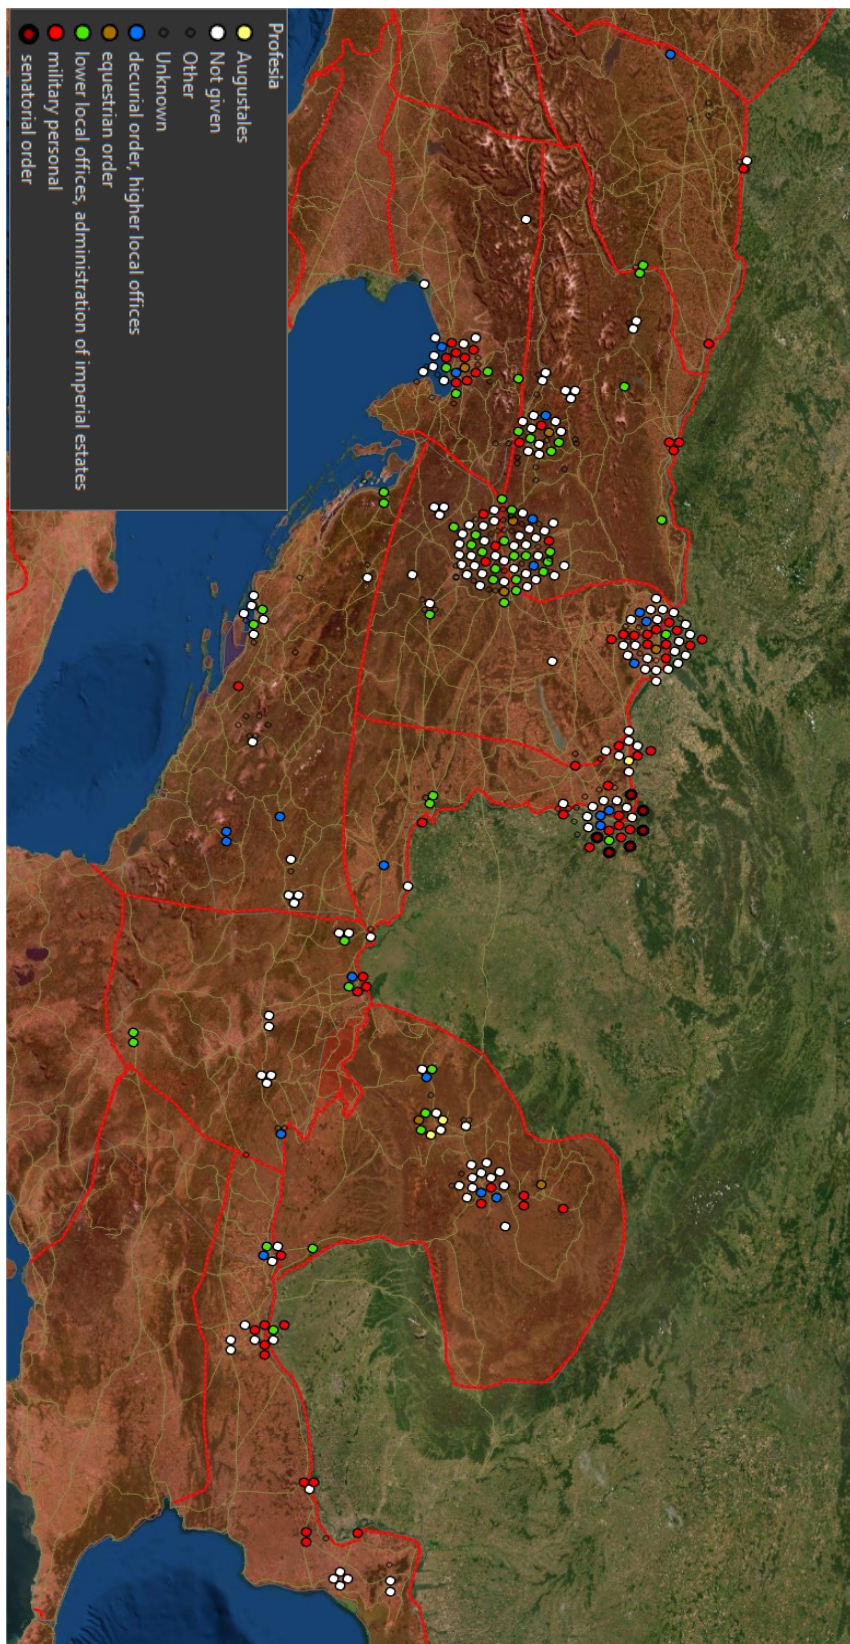 Profesia
Augustales
Not given
Other
Unknown
decurial order, higher local offices
equestrian order
lower local offices, administration of imperial estates
military personal
senatorial order